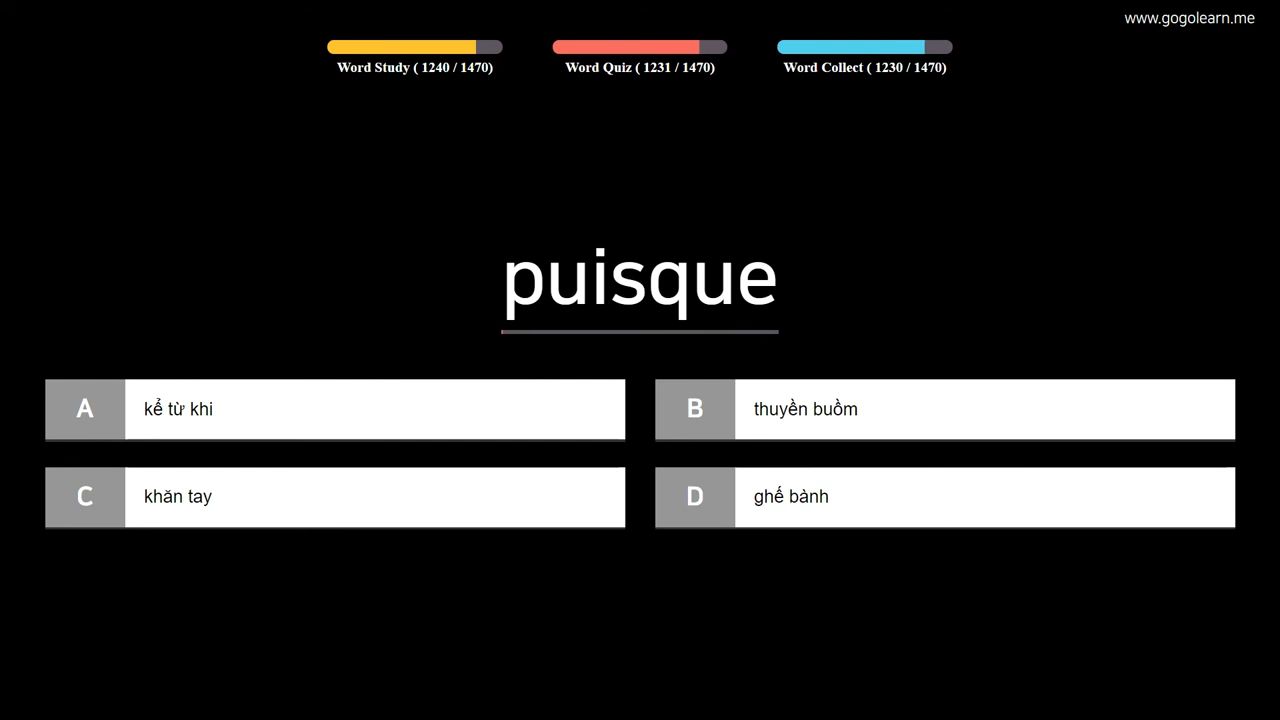 www.gogolearn.me
Word Study ( 1240 / 1470)
Word Quiz ( 1231 / 1470)
Word Collect ( 1230 / 1470)
puisque
A kể từ khi
B thuyền buồm
C khăn tay
D ghế bành